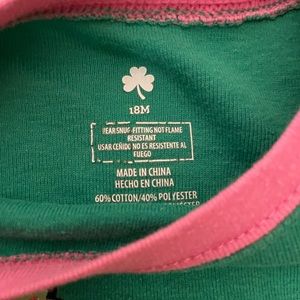 18M
WEAR SNUG-FITTING NOT FLAME
RESISTANT
USAR CEÑIDO NO ES RESISTENTE AL
FUEGO
MADE IN CHINA
HECHO EN CHINA
60% COTTON/40% POLYESTER